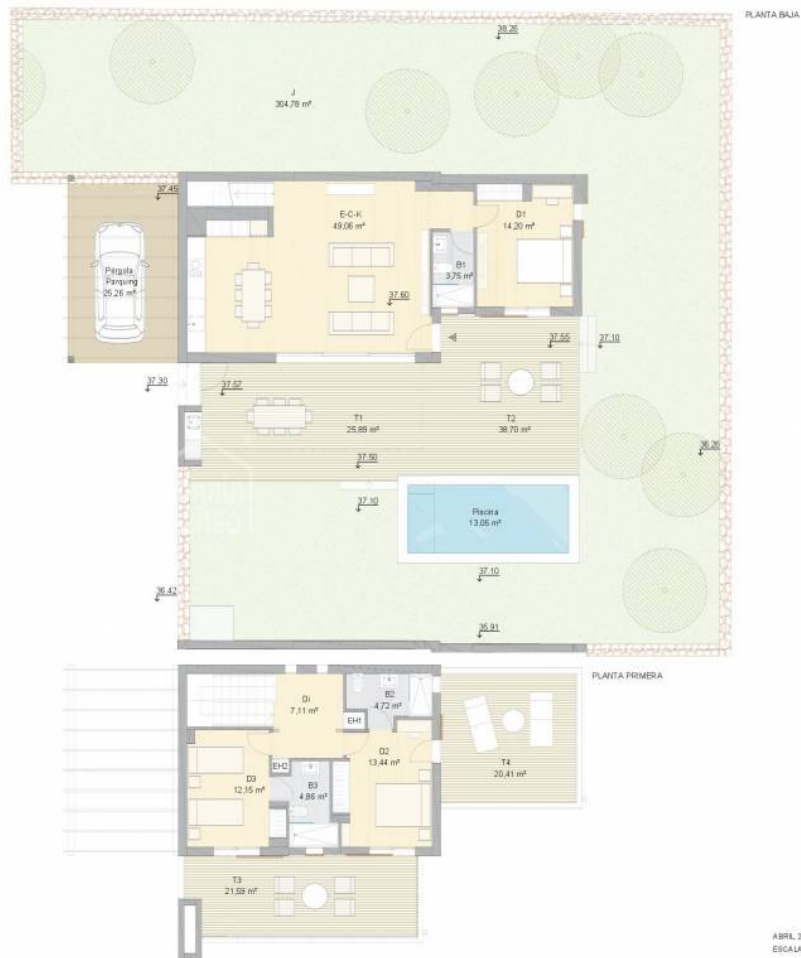 PLANTA BAJA
38.26
J
304,78 m²
37.45
E-C-K
49,06 m²
D1
14,20 m²
B1
3,75 m²
Pérgola
Parquing
25,26 m²
37.60
37.55
37.10
37.30
37.57
T1
25,89 m²
T2
38,70 m²
36.26
37.50
37.10
Piscina
13,05 m²
37.10
36.42
35.91
PLANTA PRIMERA
Di
7,11 m²
B2
4,72 m²
EH1
D2
13,44 m²
EH2
D3
12,15 m²
B3
4,86 m²
T4
20,41 m²
T3
21,59 m²
ABRIL 2
ESCALA